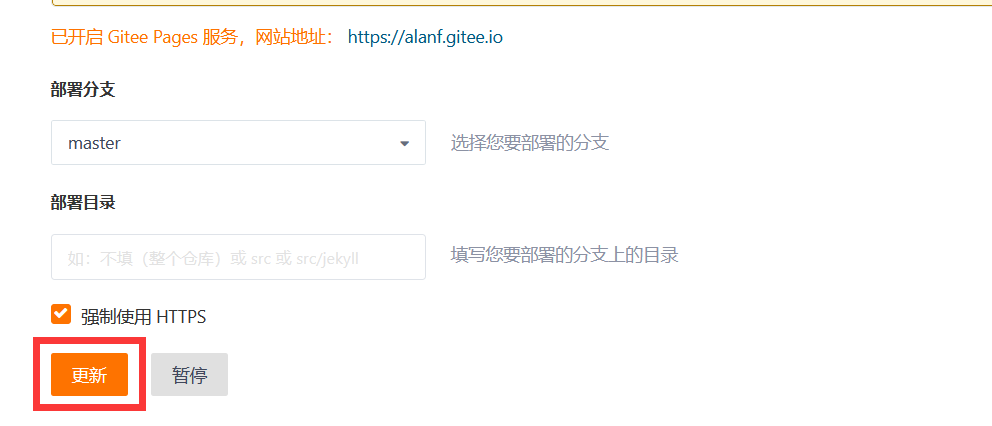 已开启 Gitee Pages 服务，网站地址： https://alanf.gitee.io
部署分支
master
选择您要部署的分支
部署目录
如：不填（整个仓库）或 src 或 src/jekyll
填写您要部署的分支上的目录
强制使用 HTTPS
更新 暂停